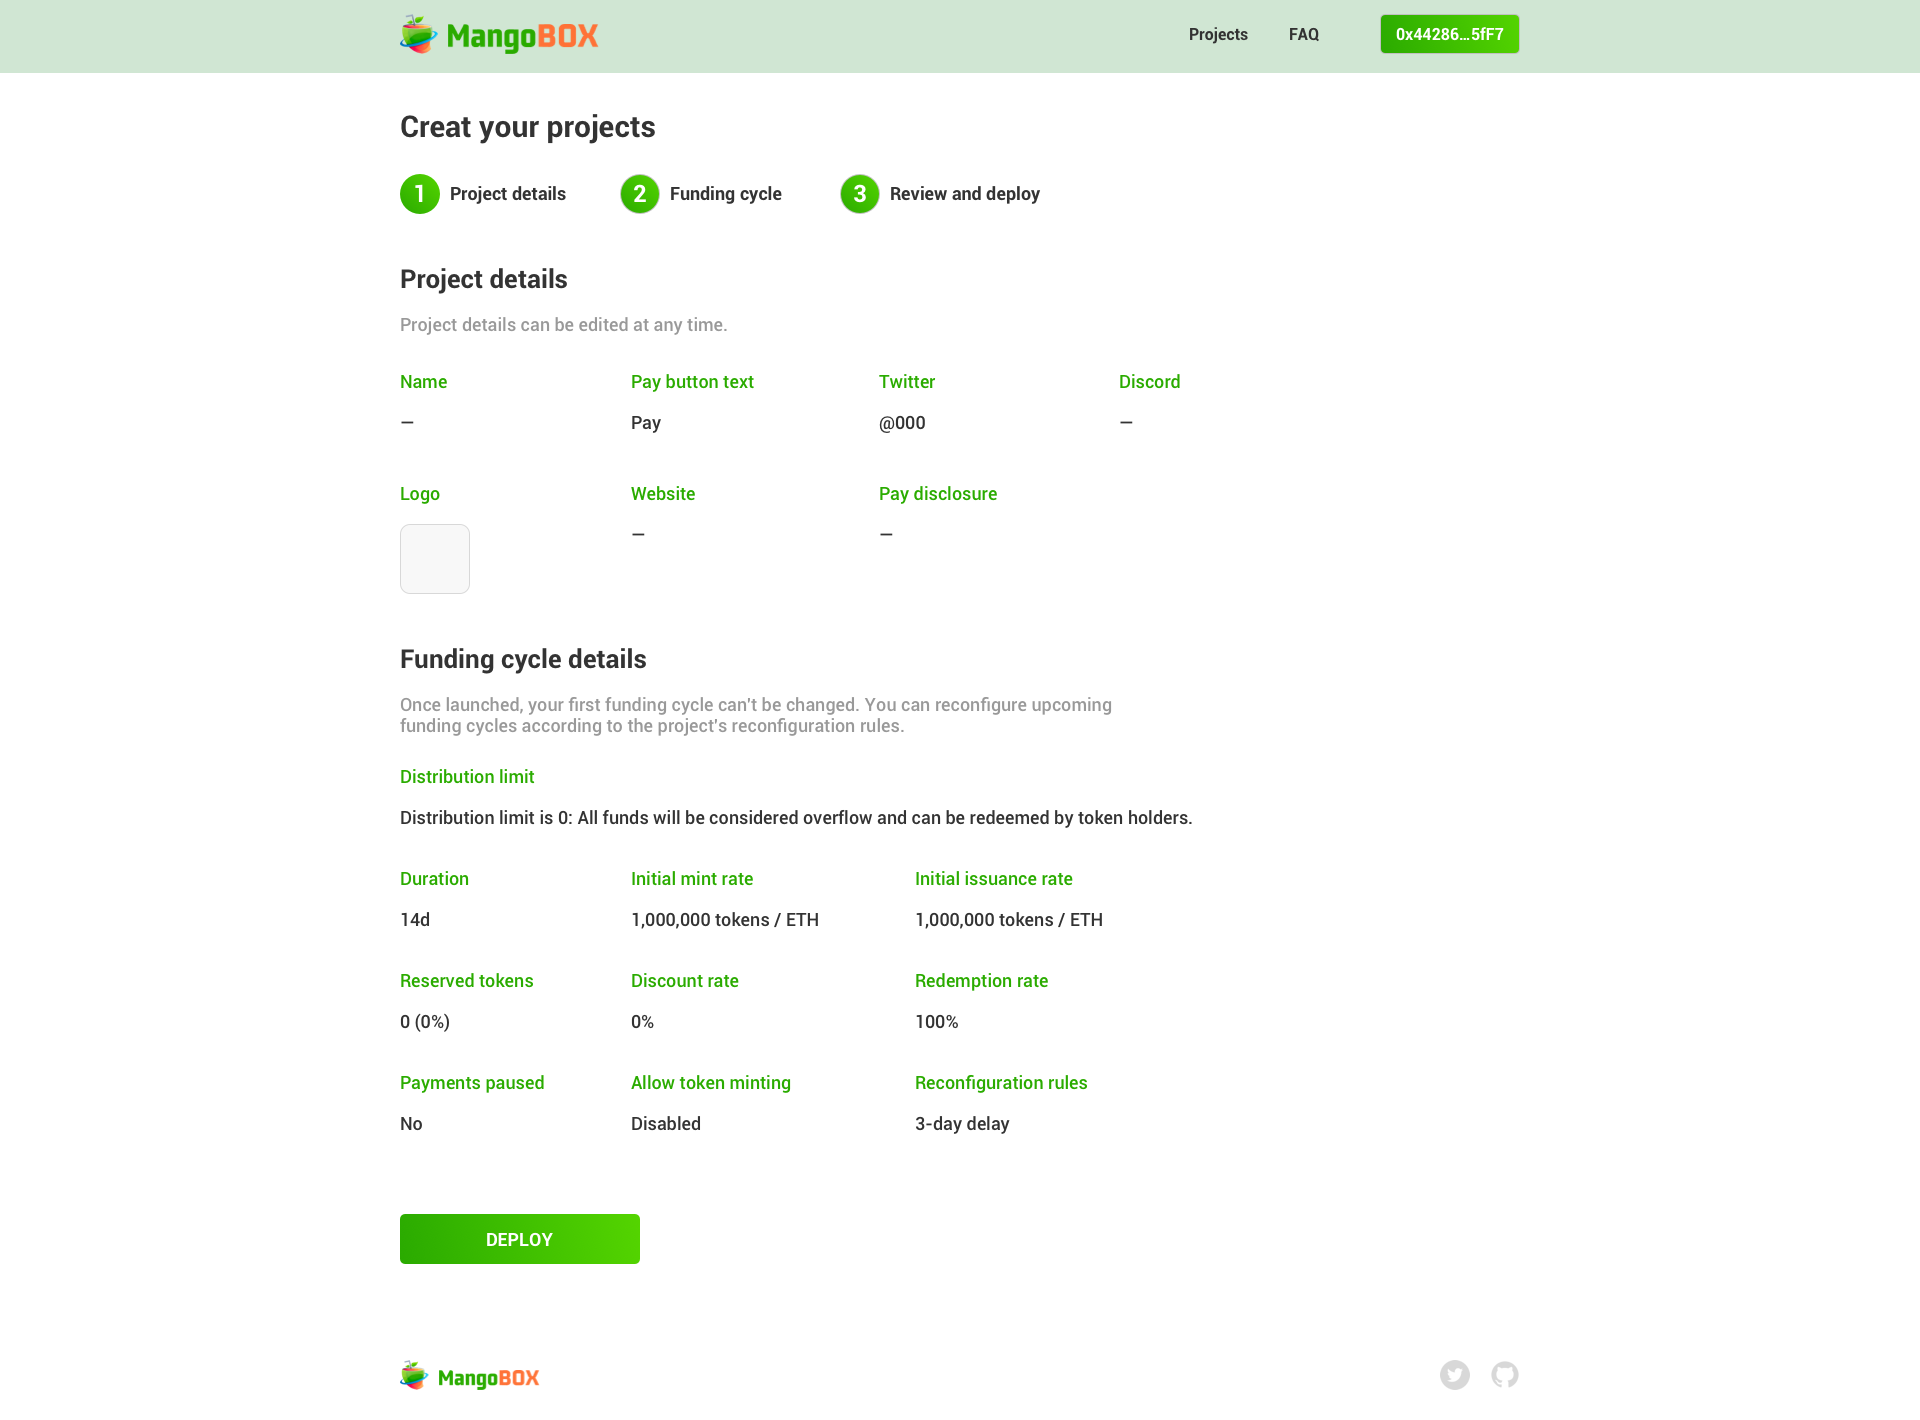 MangoBOX
Projects FAQ 0x44286...5fF7
Creat your projects
1 Project details 2 Funding cycle 3 Review and deploy
Project details
Project details can be edited at any time.
Name Pay button text Twitter Discord
– Pay @000 –
Logo Website Pay disclosure
– –
Funding cycle details
Once launched, your first funding cycle can't be changed. You can reconfigure upcoming
funding cycles according to the project's reconfiguration rules.
Distribution limit
Distribution limit is 0: All funds will be considered overflow and can be redeemed by token holders.
Duration Initial mint rate Initial issuance rate
14d 1,000,000 tokens / ETH 1,000,000 tokens / ETH
Reserved tokens Discount rate Redemption rate
0 (0%) 0% 100%
Payments paused Allow token minting Reconfiguration rules
No Disabled 3-day delay
DEPLOY
MangoBOX